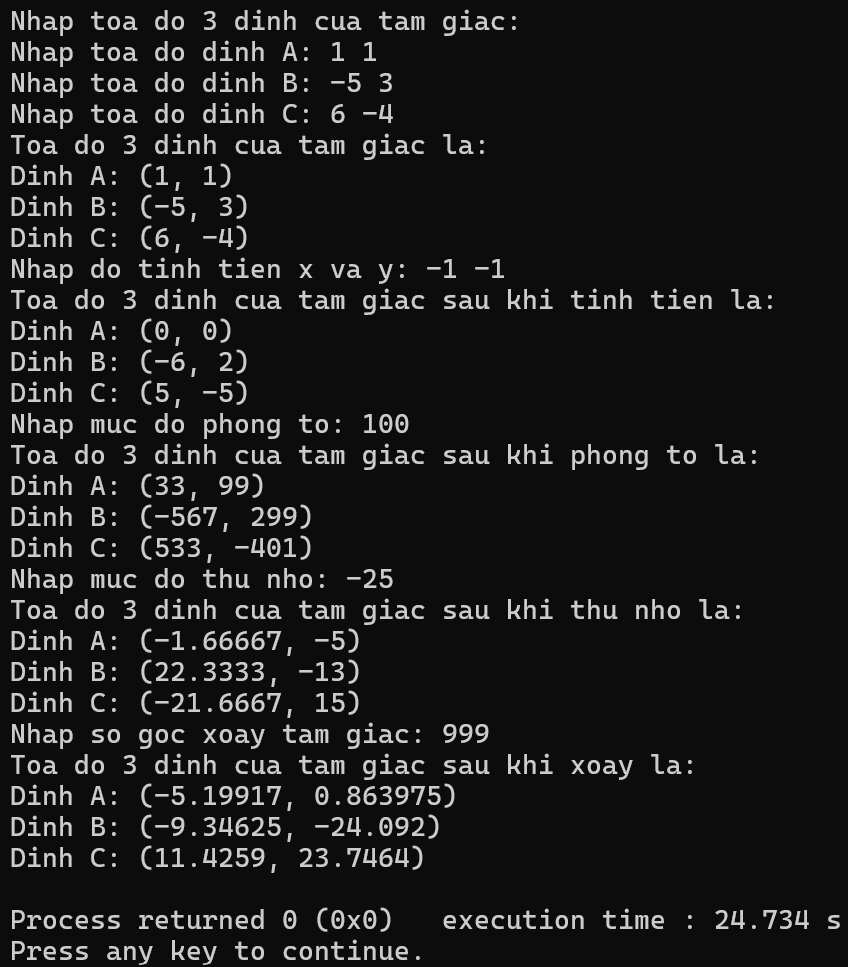 Nhap toa do 3 dinh cua tam giac:
Nhap toa do dinh A: 1 1
Nhap toa do dinh B: -5 3
Nhap toa do dinh C: 6 -4
Toa do 3 dinh cua tam giac la:
Dinh A: (1, 1)
Dinh B: (-5, 3)
Dinh C: (6, -4)
Nhap do tinh tien x va y: -1 -1
Toa do 3 dinh cua tam giac sau khi tinh tien la:
Dinh A: (0, 0)
Dinh B: (-6, 2)
Dinh C: (5, -5)
Nhap muc do phong to: 100
Toa do 3 dinh cua tam giac sau khi phong to la:
Dinh A: (33, 99)
Dinh B: (-567, 299)
Dinh C: (533, -401)
Nhap muc do thu nho: -25
Toa do 3 dinh cua tam giac sau khi thu nho la:
Dinh A: (-1.66667, -5)
Dinh B: (22.3333, -13)
Dinh C: (-21.6667, 15)
Nhap so goc xoay tam giac: 999
Toa do 3 dinh cua tam giac sau khi xoay la:
Dinh A: (-5.19917, 0.863975)
Dinh B: (-9.34625, -24.092)
Dinh C: (11.4259, 23.7464)
Process returned 0 (0x0)   execution time : 24.734 s
Press any key to continue.